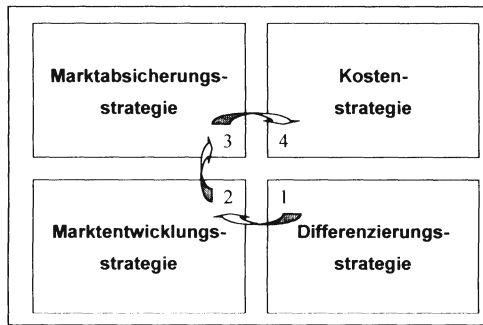 Marktabsicherungs-
strategie
Kosten-
strategie
3
4
2
1
Marktentwicklungs-
strategie
Differenzierungs-
strategie